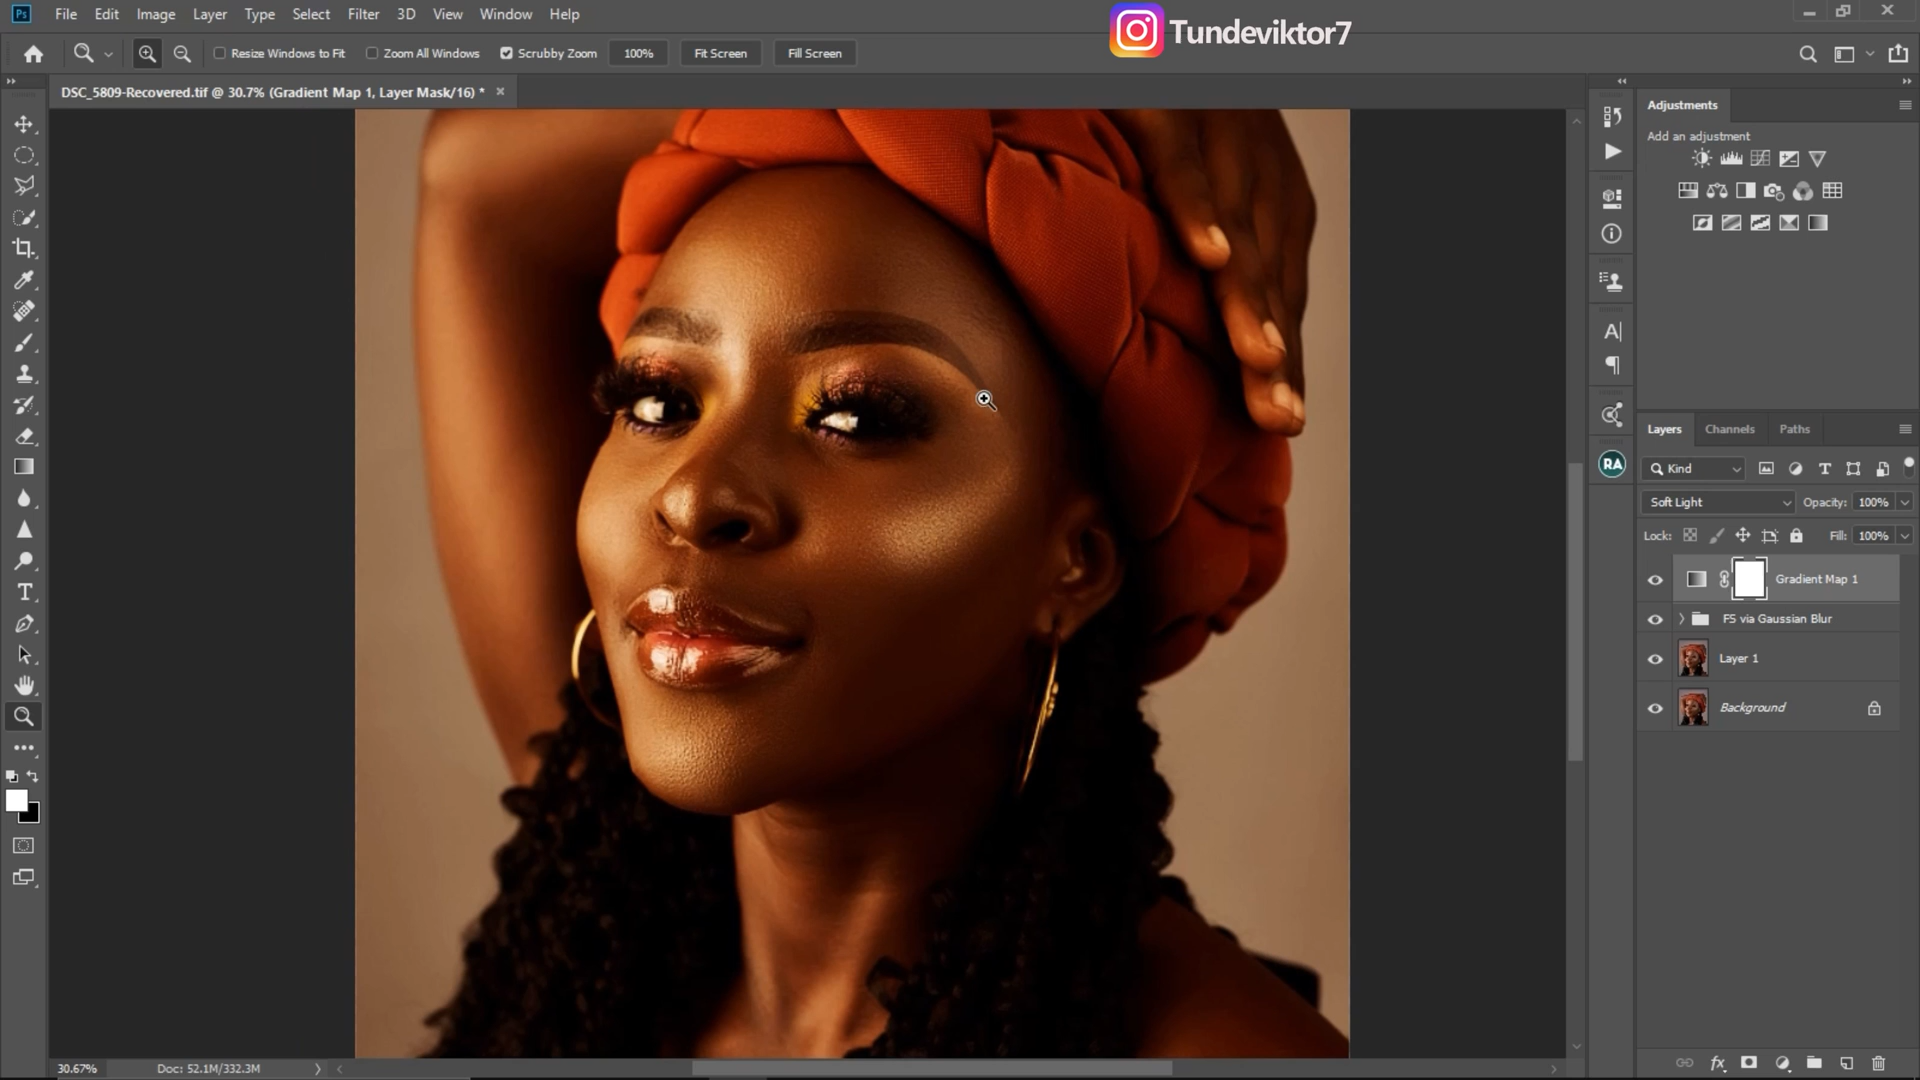 Ps File Edit Image Layer Type Select Filter 3D View Window Help
Tundeviktor7
Resize Windows to Fit Zoom All Windows Scrubby Zoom 100% Fit Screen Fill Screen
DSC_5809-Recovered.tif @ 30.7% (Gradient Map 1, Layer Mask/16) *
Adjustments
Add an adjustment
RA
Layers Channels Paths
Kind
Soft Light Opacity: 100%
Lock: Fill: 100%
Gradient Map 1
FS via Gaussian Blur
Layer 1
Background
30.67% Doc: 52.1M/332.3M